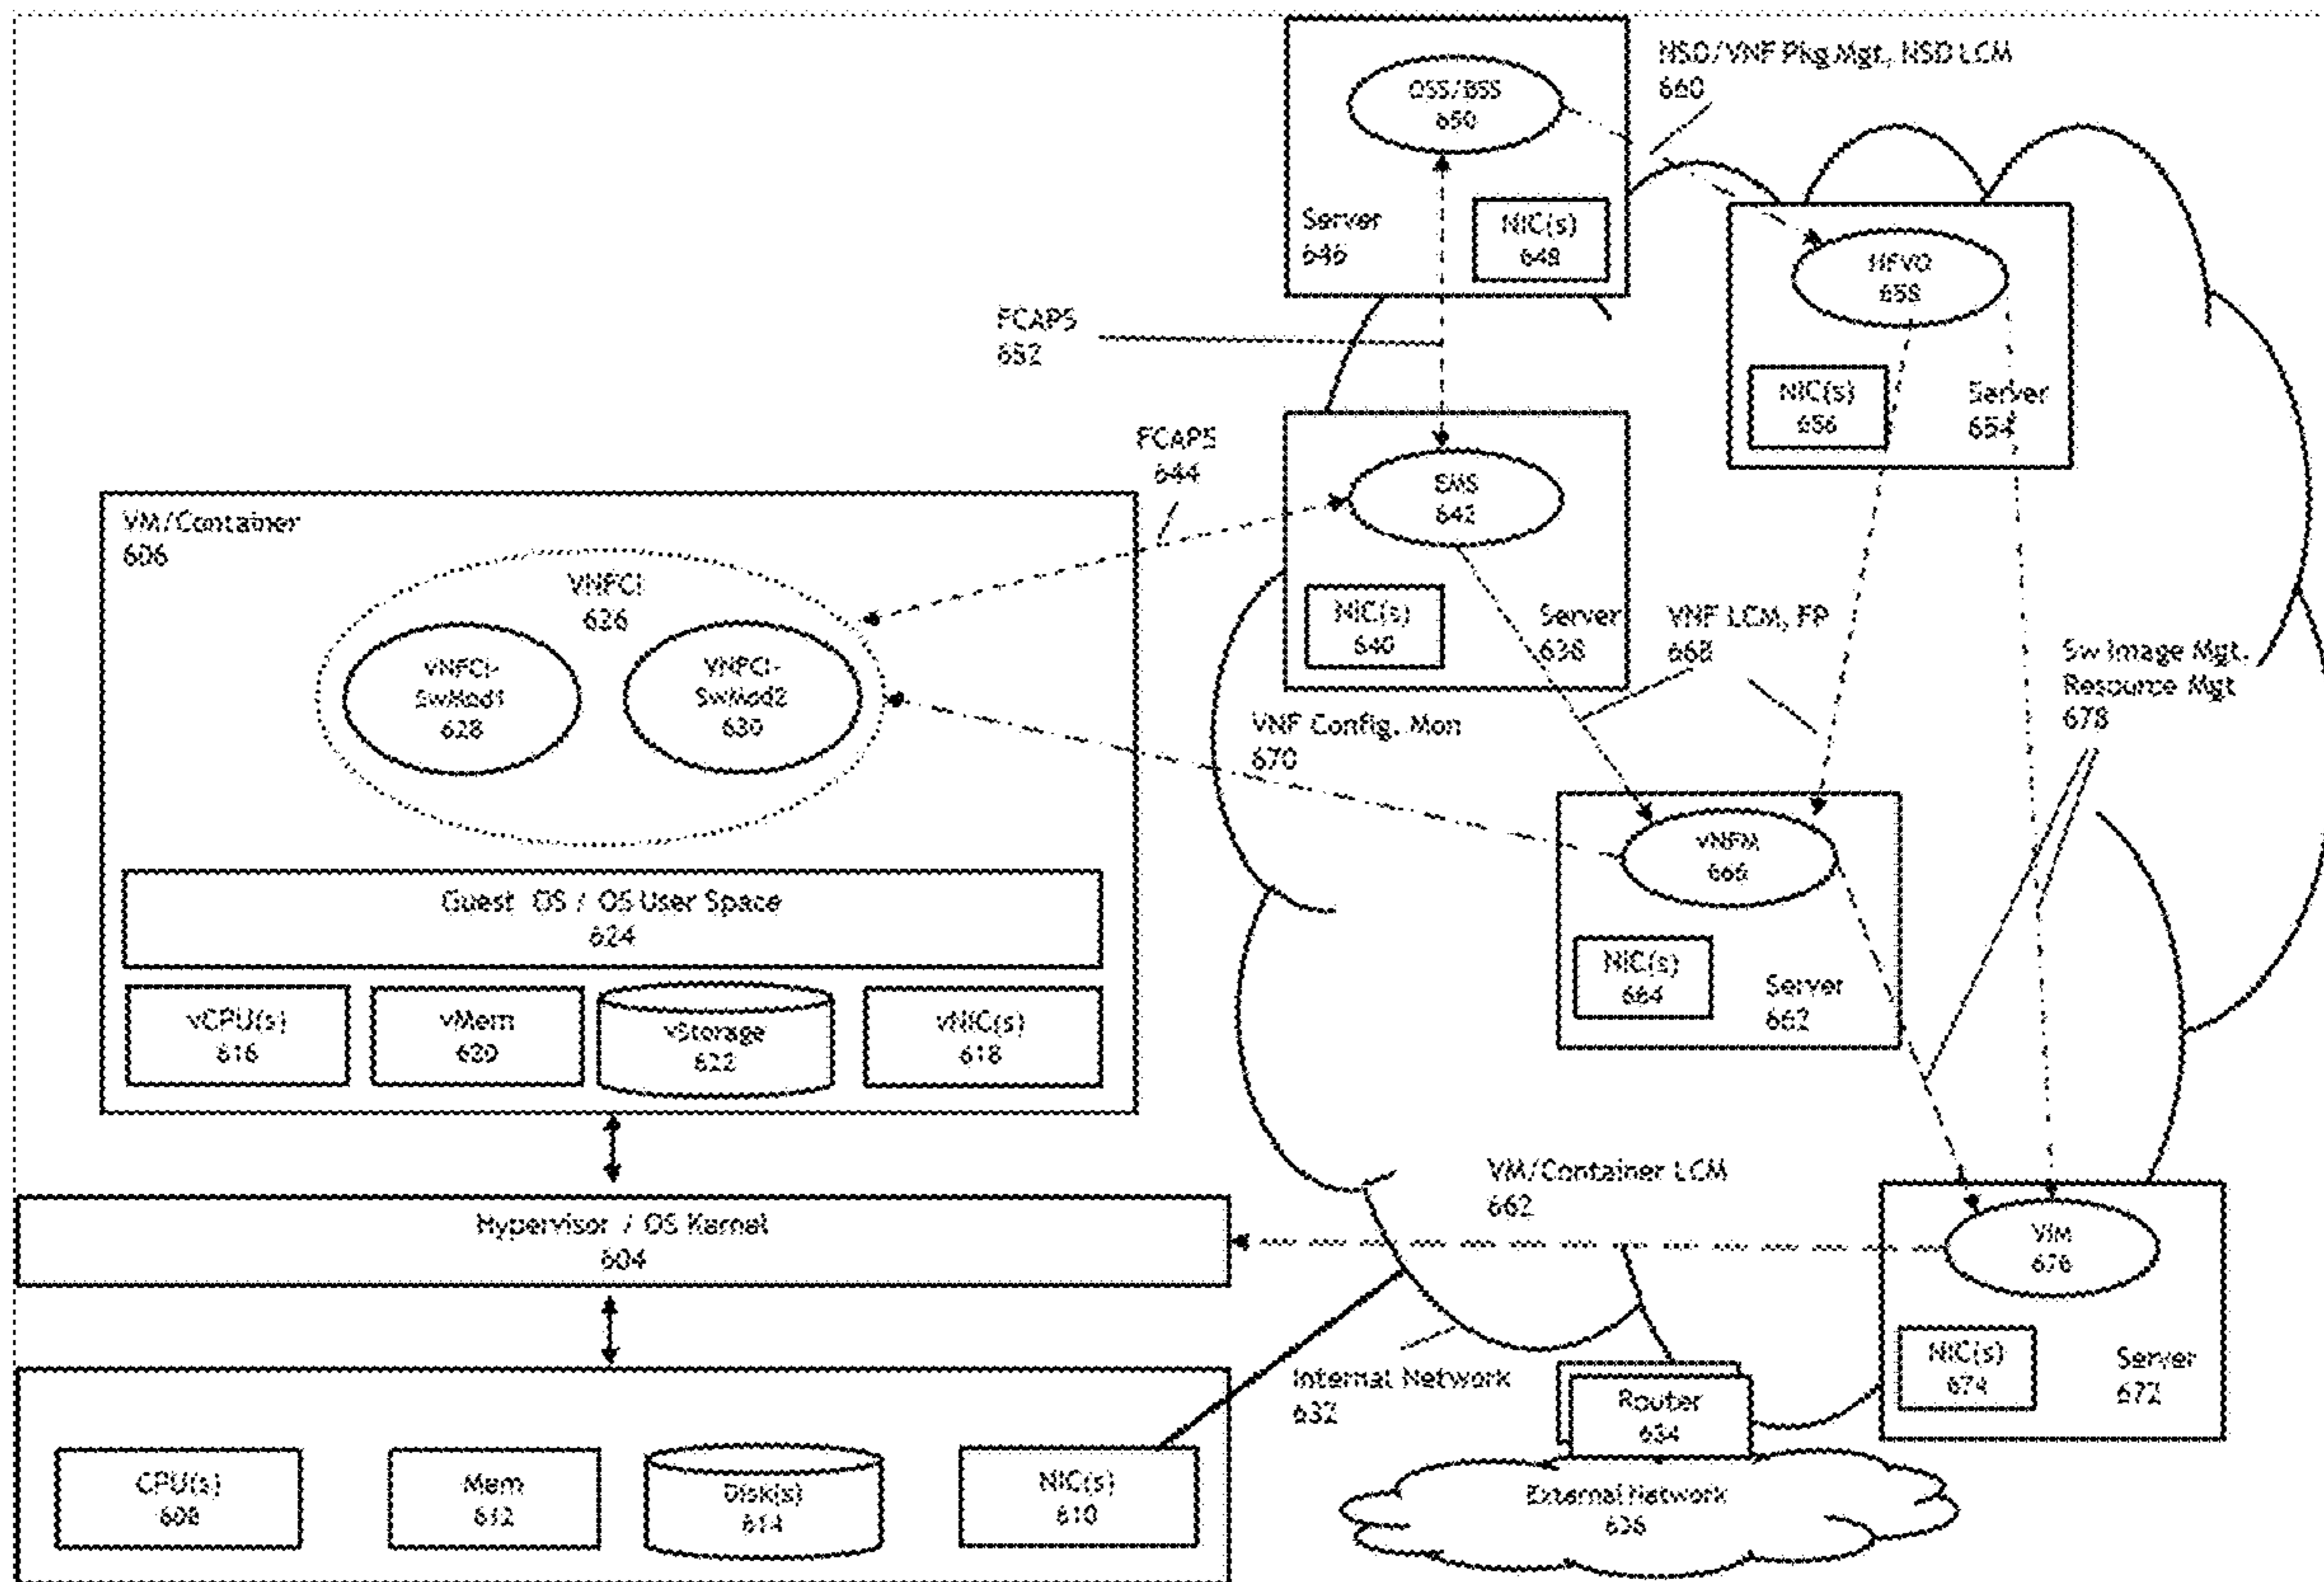 OSS/BSS
650
Server
646
NIC(s)
648
NSD/VNF Pkg Mgt., NSD LCM
660
NFVO
658
NIC(s)
656
Server
654
FCAPS
652
FCAPS
644
EMS
642
NIC(s)
640
Server
638
VNF LCM, FP
668
Sw Image Mgt.
Resource Mgt
678
VM/Container
606
VNFCI
626
VNFCI-
SwMod1
628
VNFCI-
SwMod2
630
VNF Config. Mon
670
vNFM
666
NIC(s)
664
Server
662
Guest OS / OS User Space
624
vCPU(s)
616
vMem
620
vStorage
622
vNIC(s)
618
VM/Container LCM
662
Hypervisor / OS Kernel
604
VIM
676
NIC(s)
674
Server
672
Internal Network
632
Router
634
External Network
636
CPU(s)
608
Mem
612
Disk(s)
614
NIC(s)
610